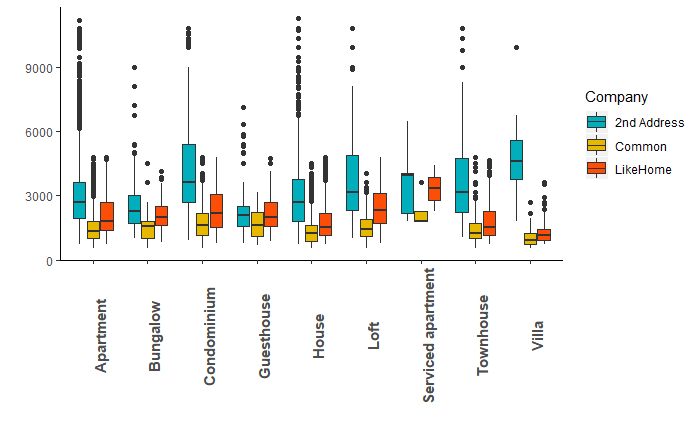 9000
6000
3000
0
Apartment
Bungalow
Condominium
Guesthouse
House
Loft
Serviced apartment
Townhouse
Villa
Company
2nd Address
Common
LikeHome